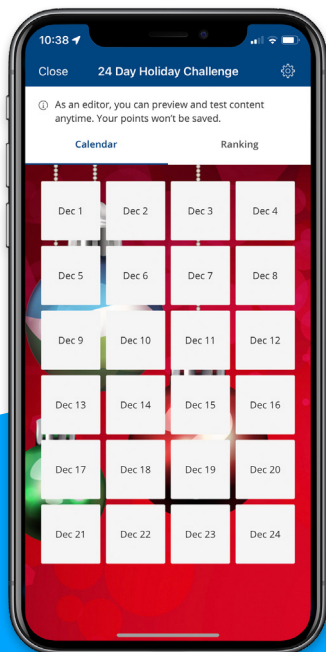 10:38
Close 24 Day Holiday Challenge
As an editor, you can preview and test content
anytime. Your points won't be saved.
Calendar Ranking
Dec 1 Dec 2 Dec 3 Dec 4
Dec 5 Dec 6 Dec 7 Dec 8
Dec 9 Dec 10 Dec 11 Dec 12
Dec 13 Dec 14 Dec 15 Dec 16
Dec 17 Dec 18 Dec 19 Dec 20
Dec 21 Dec 22 Dec 23 Dec 24